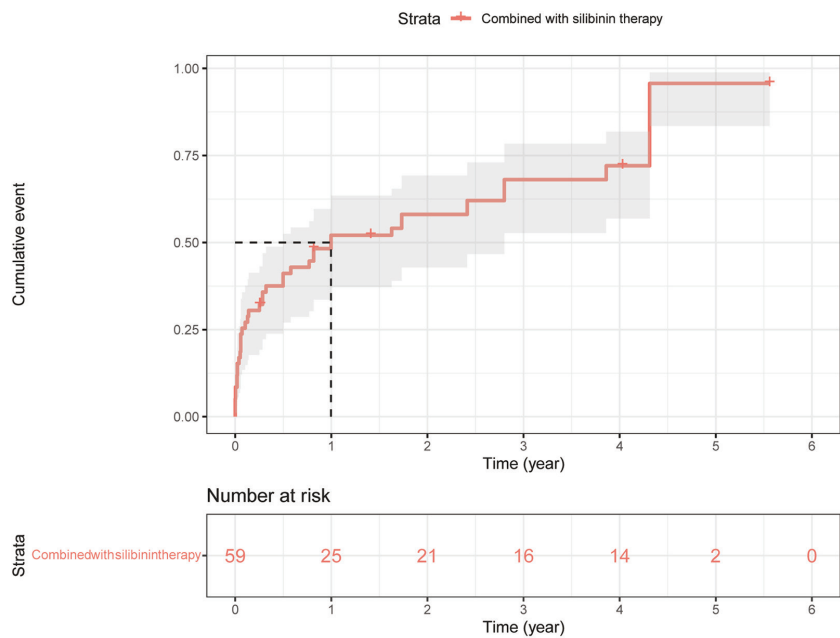 Strata Combined with silibinin therapy
Cumulative event
1.00
0.75
0.50
0.25
0.00
0 1 2 3 4 5 6
Time (year)
Number at risk
Strata
Combinedwithsilibinintherapy 59 25 21 16 14 2 0
0 1 2 3 4 5 6
Time (year)